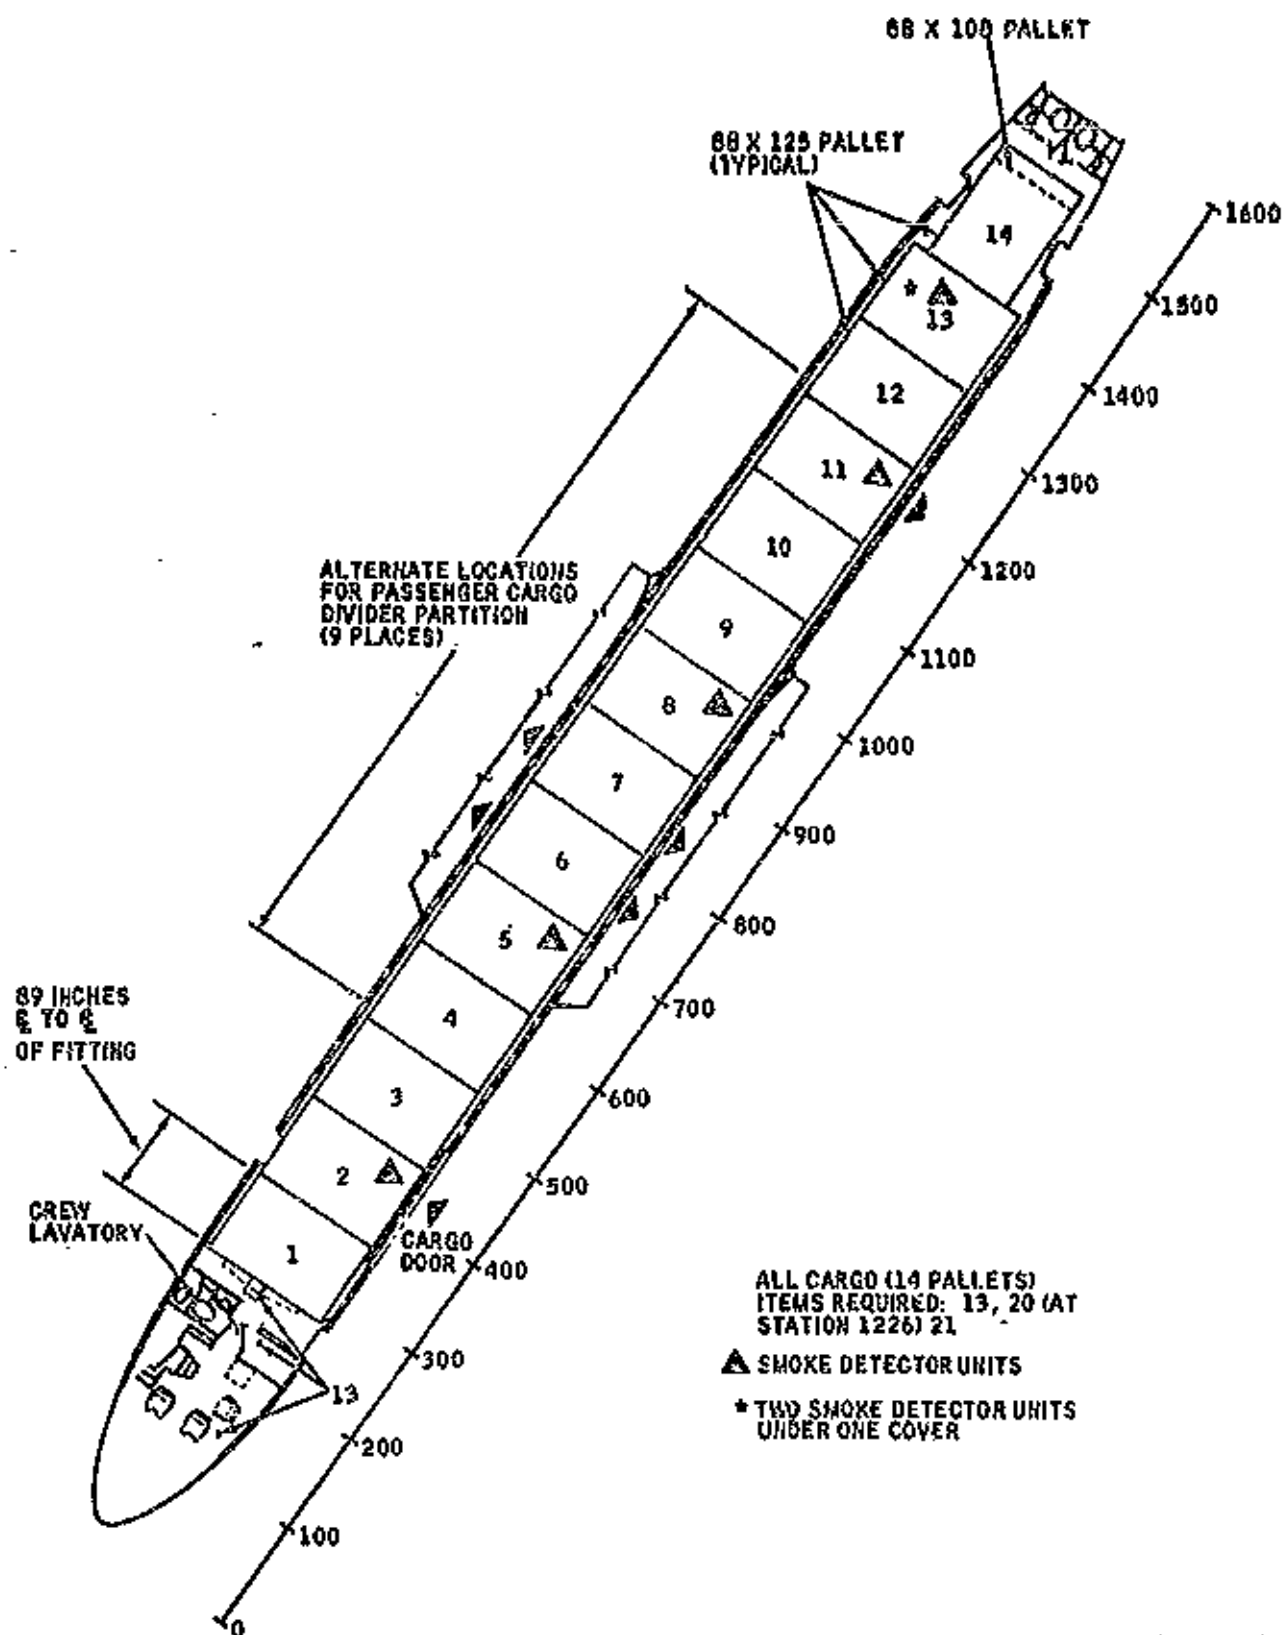 88 X 108 PALLET
88 X 125 PALLET
(TYPICAL)
1600
1500
1400
1300
1200
1100
1000
900
800
700
600
500
400
300
200
100
0
14
* 13
12
11
10
9
8
7
6
5
4
3
2
1
ALTERNATE LOCATIONS
FOR PASSENGER CARGO
DIVIDER PARTITION
(9 PLACES)
89 INCHES
℄ TO ℄
OF FITTING
CREW
LAVATORY
CARGO
DOOR
13
ALL CARGO (14 PALLETS)
ITEMS REQUIRED: 13, 20 (AT
STATION 1226) 21
SMOKE DETECTOR UNITS
* TWO SMOKE DETECTOR UNITS
UNDER ONE COVER